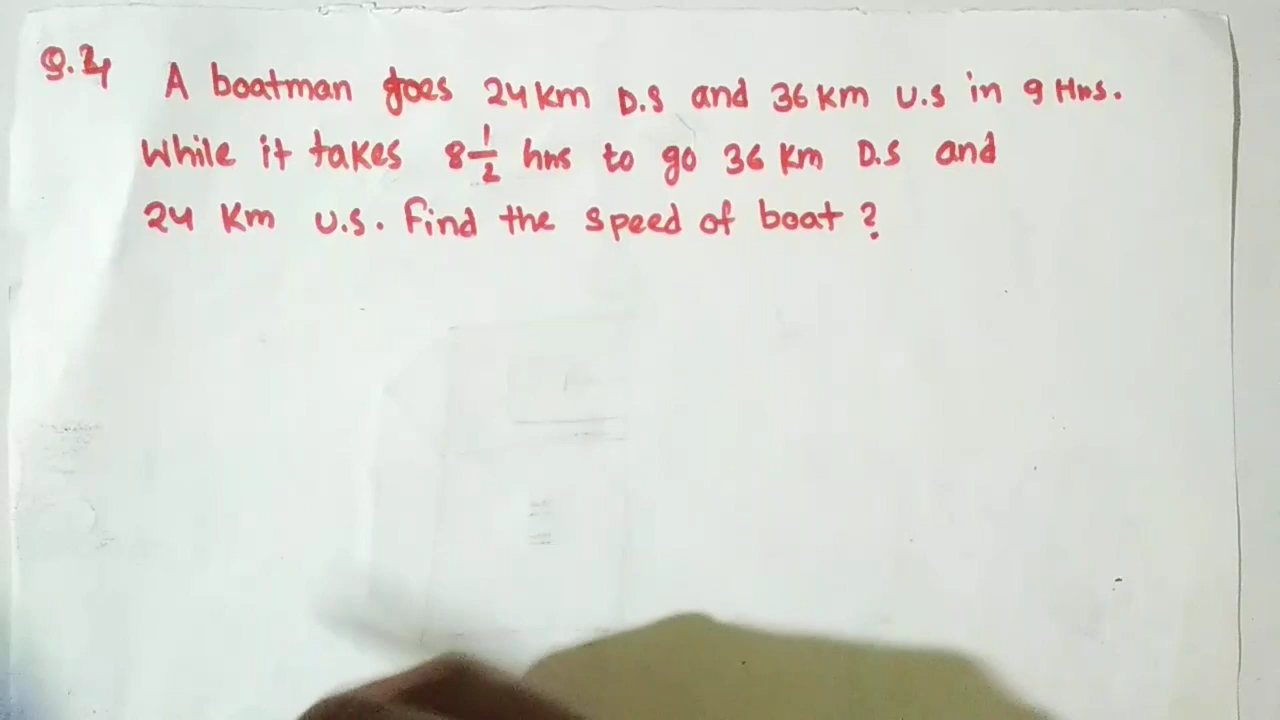 Q.2 A boatman goes 24 Km D.S and 36 Km U.S in 9 Hrs.
While it takes 8 1/2 hrs to go 36 Km D.S and
24 Km U.S. Find the speed of boat ?